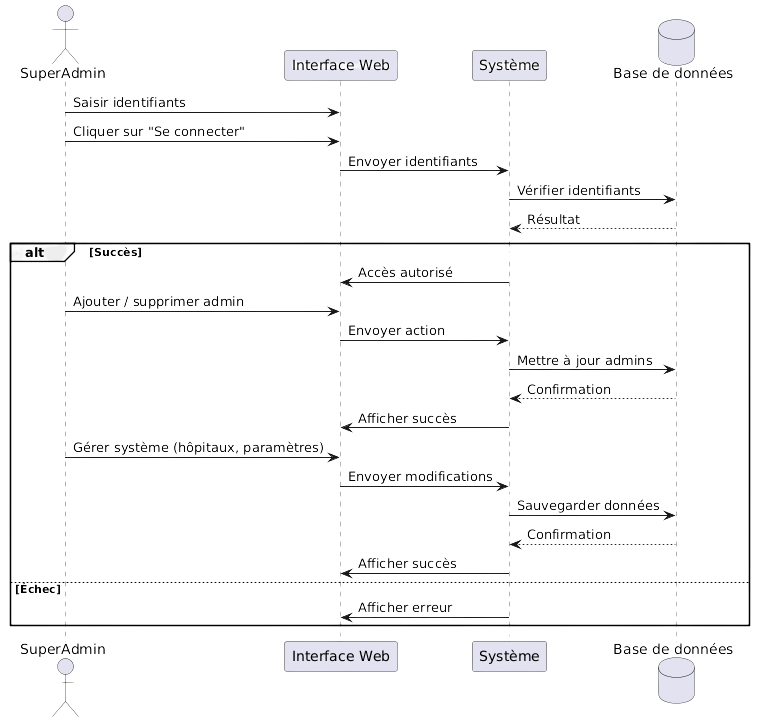 SuperAdmin
Interface Web
Système
Base de données
Saisir identifiants
Cliquer sur "Se connecter"
Envoyer identifiants
Vérifier identifiants
Résultat
alt [Succès]
Accès autorisé
Ajouter / supprimer admin
Envoyer action
Mettre à jour admins
Confirmation
Afficher succès
Gérer système (hôpitaux, paramètres)
Envoyer modifications
Sauvegarder données
Confirmation
Afficher succès
[Échec]
Afficher erreur
SuperAdmin
Interface Web
Système
Base de données